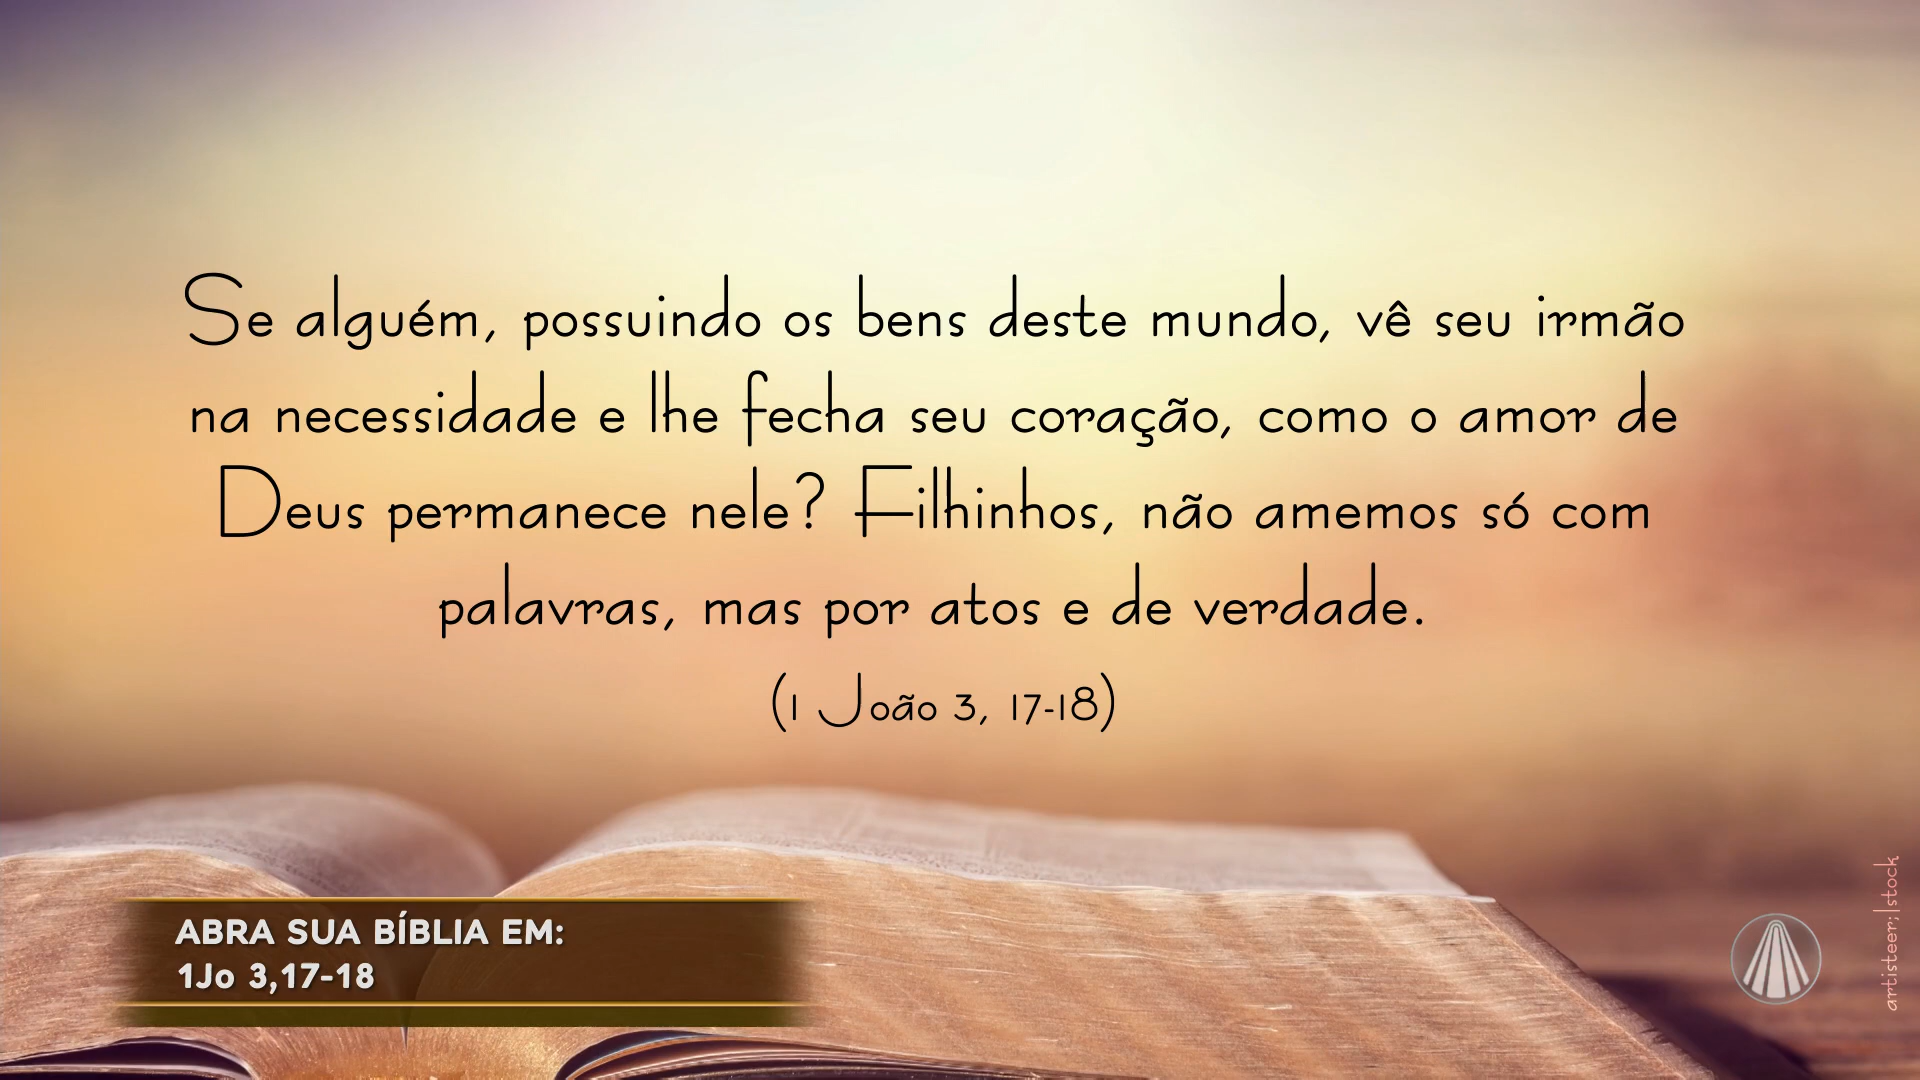 Se alguém, possuindo os bens deste mundo, vê seu irmão
na necessidade e lhe fecha seu coração, como o amor de
Deus permanece nele? Filhinhos, não amemos só com
palavras, mas por atos e de verdade.
(1 João 3, 17-18)
ABRA SUA BÍBLIA EM:
1Jo 3,17-18
artisteer;|stock